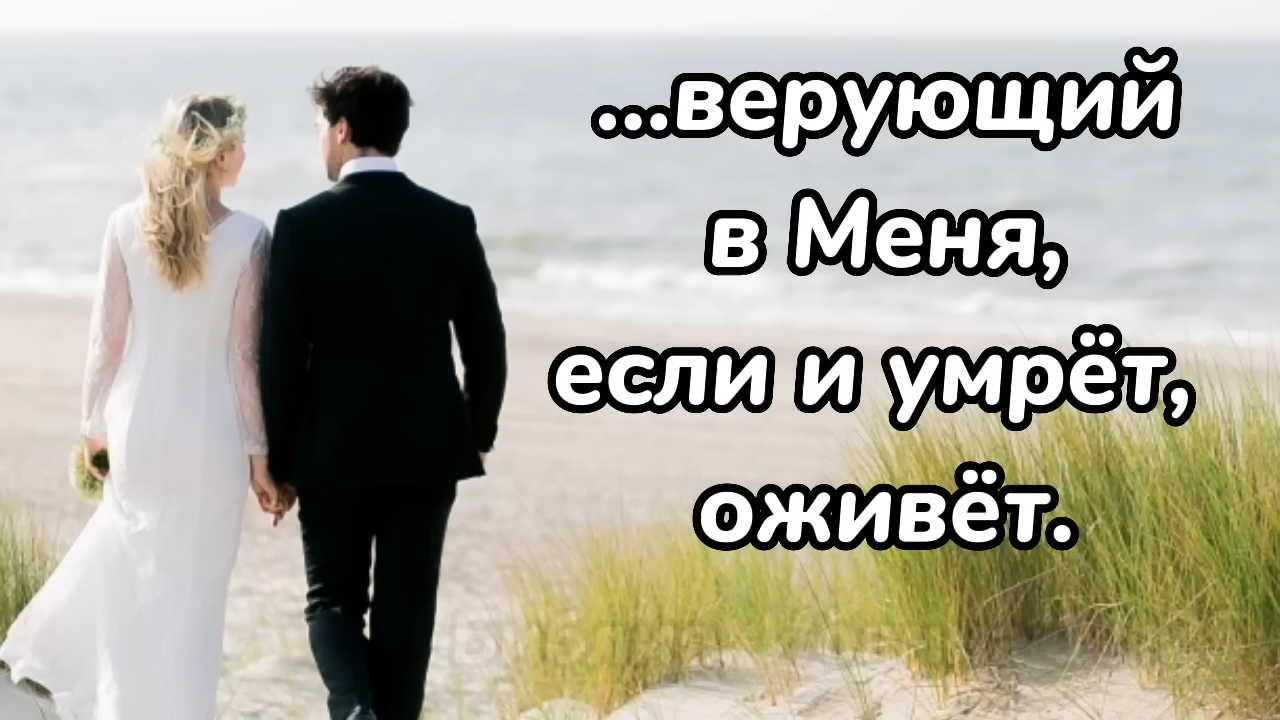 ...верующий
в Меня,
если и умрёт,
оживёт.